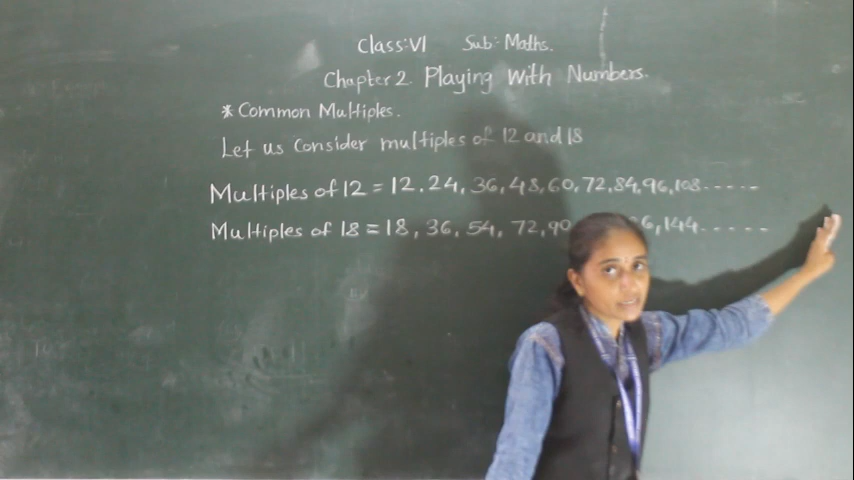 Class:VI Sub:- Maths.
Chapter 2 Playing With Numbers.
* Common Multiples.
Let us Consider multiples of 12 and 18
Multiples of 12 = 12, 24, 36, 48, 60, 72, 84, 96, 108.....
Multiples of 18 = 18, 36, 54, 72, 90 6, 144......